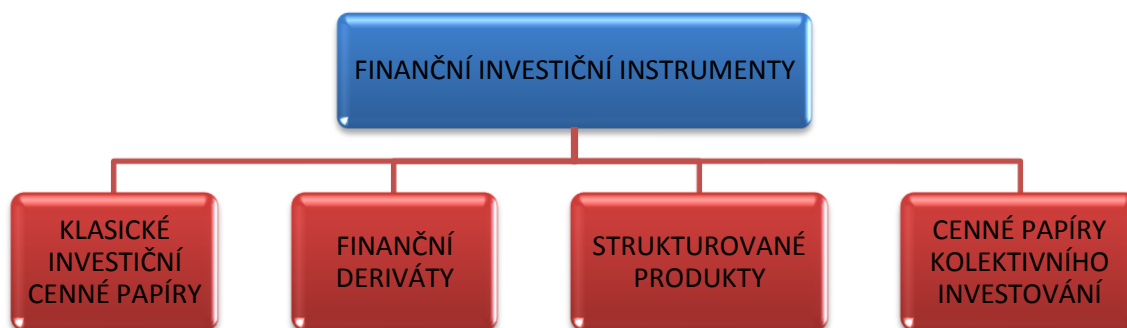 FINANČNÍ INVESTIČNÍ INSTRUMENTY
KLASICKÉ
INVESTIČNÍ
CENNÉ PAPÍRY
FINANČNÍ
DERIVÁTY
STRUKTUROVANÉ
PRODUKTY
CENNÉ PAPÍRY
KOLEKTIVNÍHO
INVESTOVÁNÍ